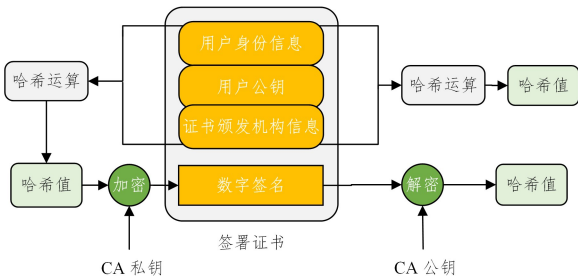 用户身份信息
哈希运算
用户公钥
哈希运算
哈希值
证书颁发机构信息
哈希值
加密
数字签名
解密
哈希值
签署证书
CA 私钥
CA 公钥